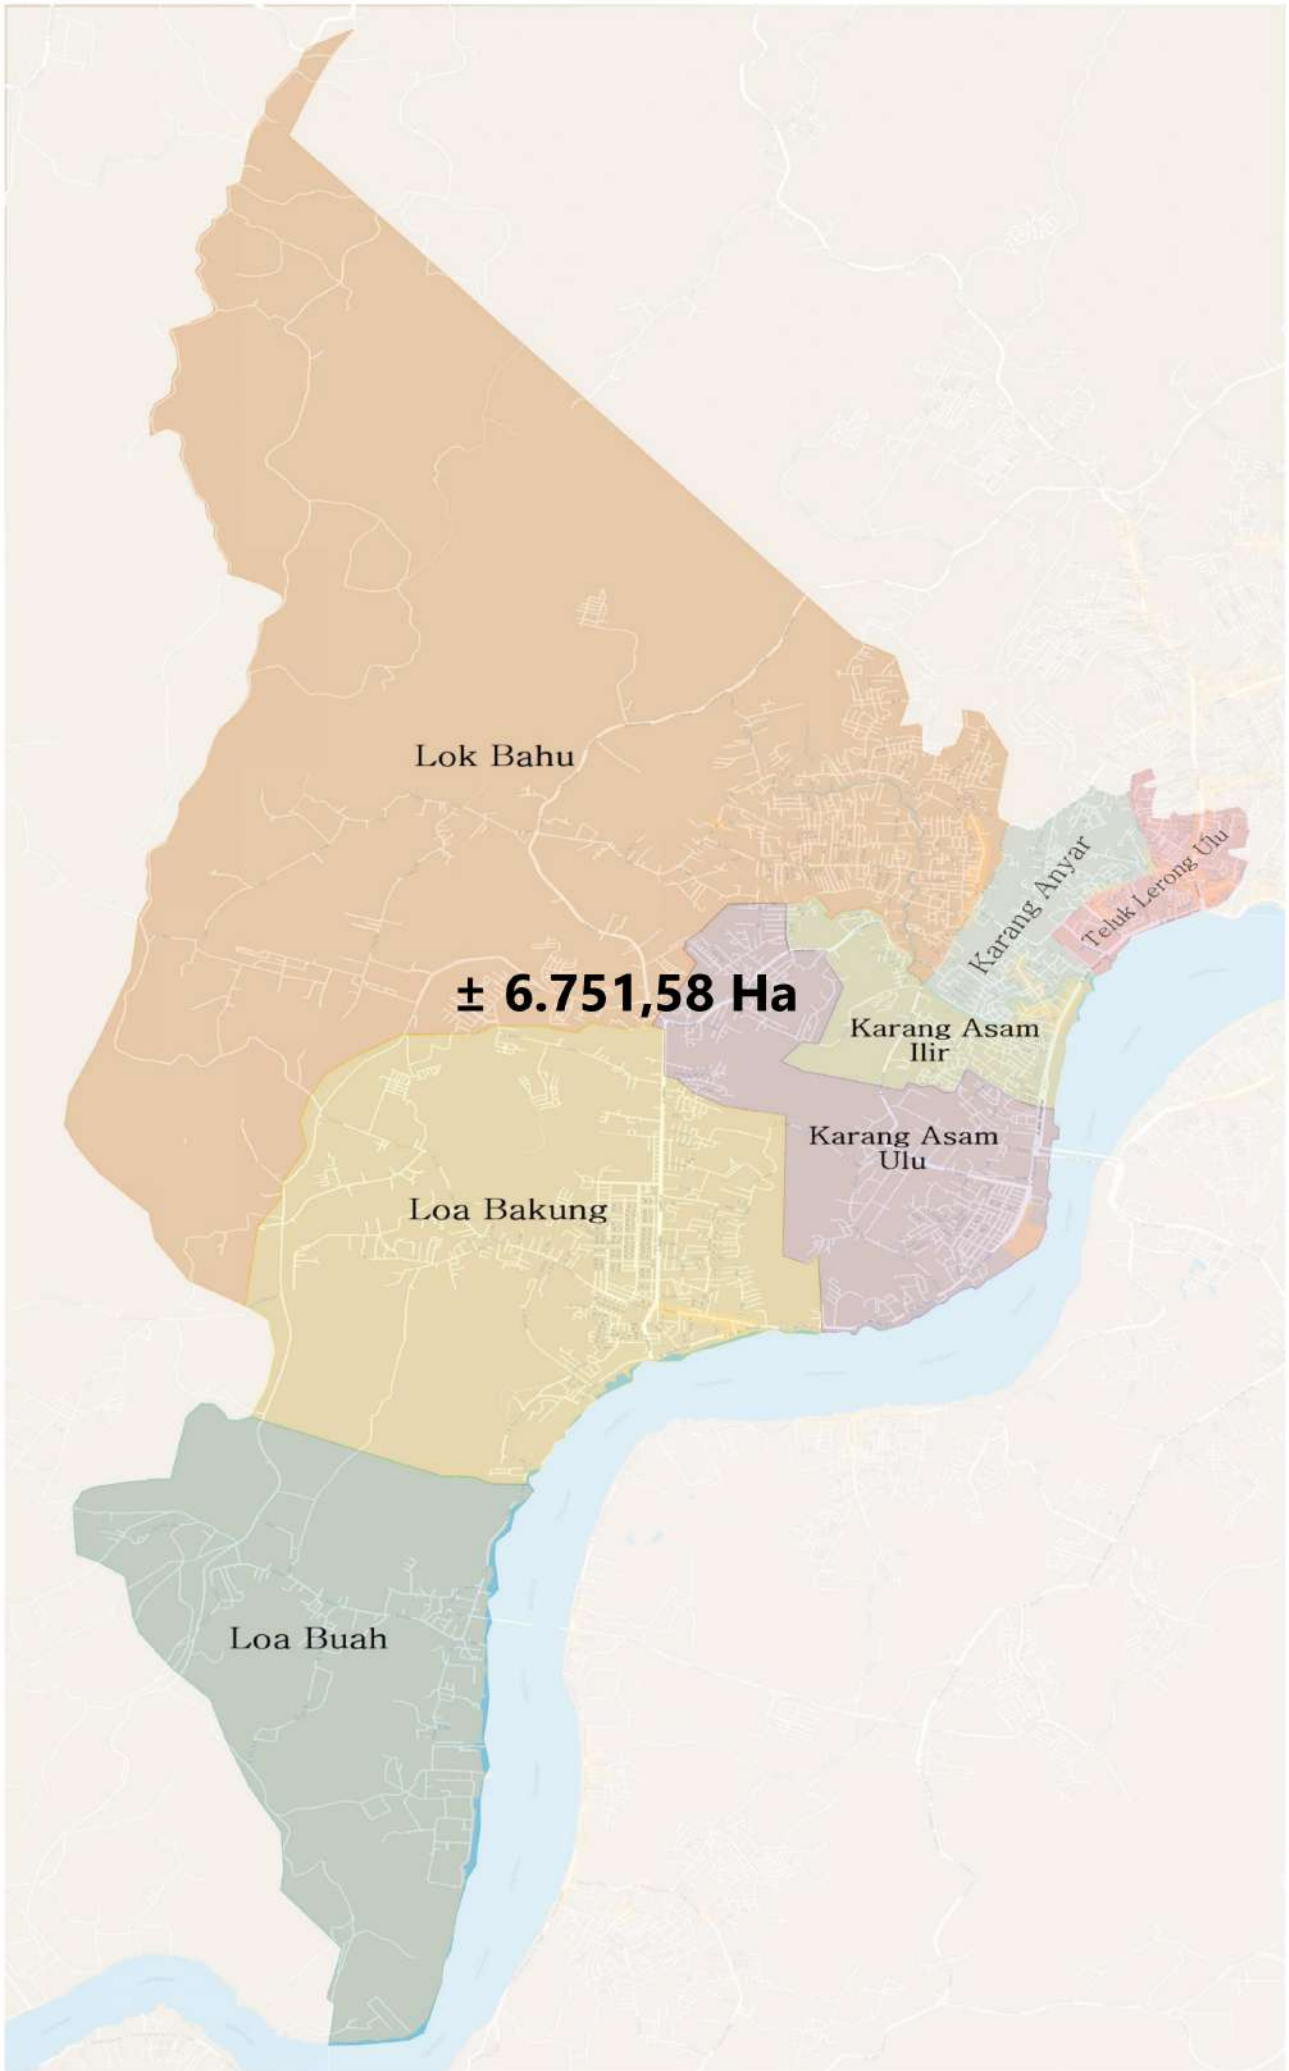 Lok Bahu
Karang Anyar
Teluk Lerong Ulu
± 6.751,58 Ha
Karang Asam
Ilir
Karang Asam
Ulu
Loa Bakung
Loa Buah